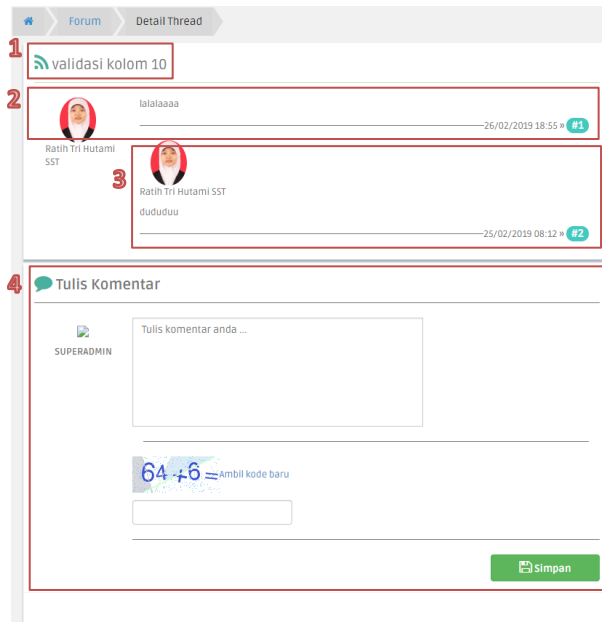 Forum
Detail Thread
1
validasi kolom 10
2
lalalaaaa
26/02/2019 18:55 » #1
Ratih Tri Hutami
SST
3
Ratih Tri Hutami SST
dududuu
25/02/2019 08:12 » #2
4
Tulis Komentar
Tulis komentar anda ...
SUPERADMIN
64 +6 =
Ambil kode baru
Simpan